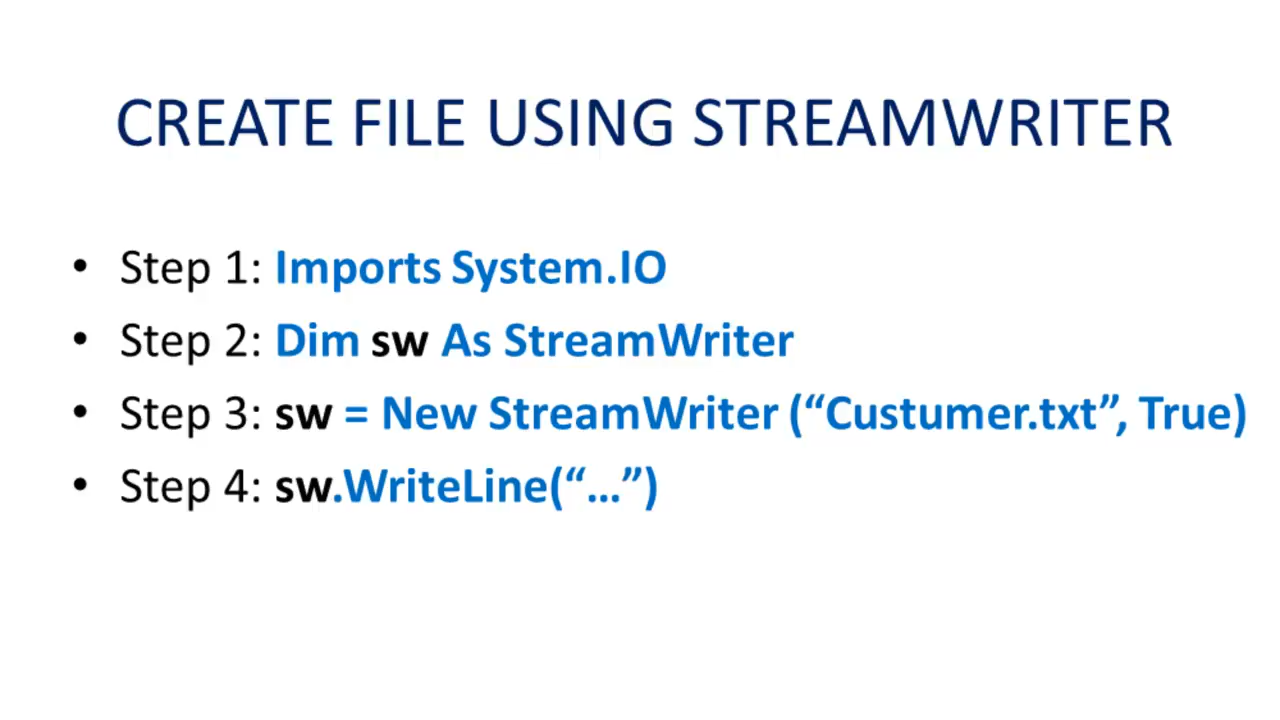 CREATE FILE USING STREAMWRITER
• Step 1: Imports System.IO
• Step 2: Dim sw As StreamWriter
• Step 3: sw = New StreamWriter (“Custumer.txt”, True)
• Step 4: sw.WriteLine(“…”)